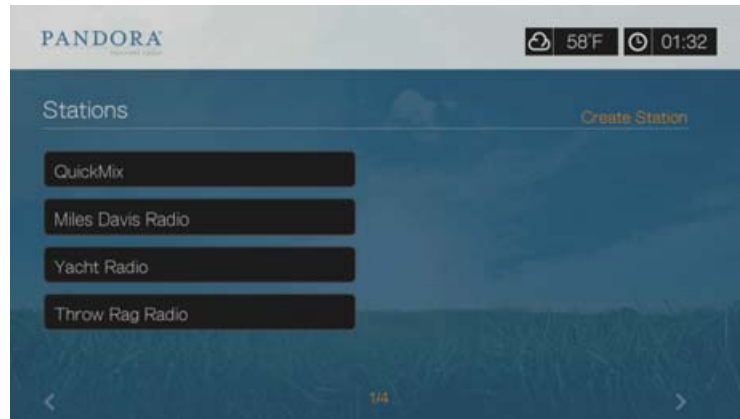 PANDORA
58°F 01:32
Stations
Create Station
QuickMix
Miles Davis Radio
Yacht Radio
Throw Rag Radio
1/4